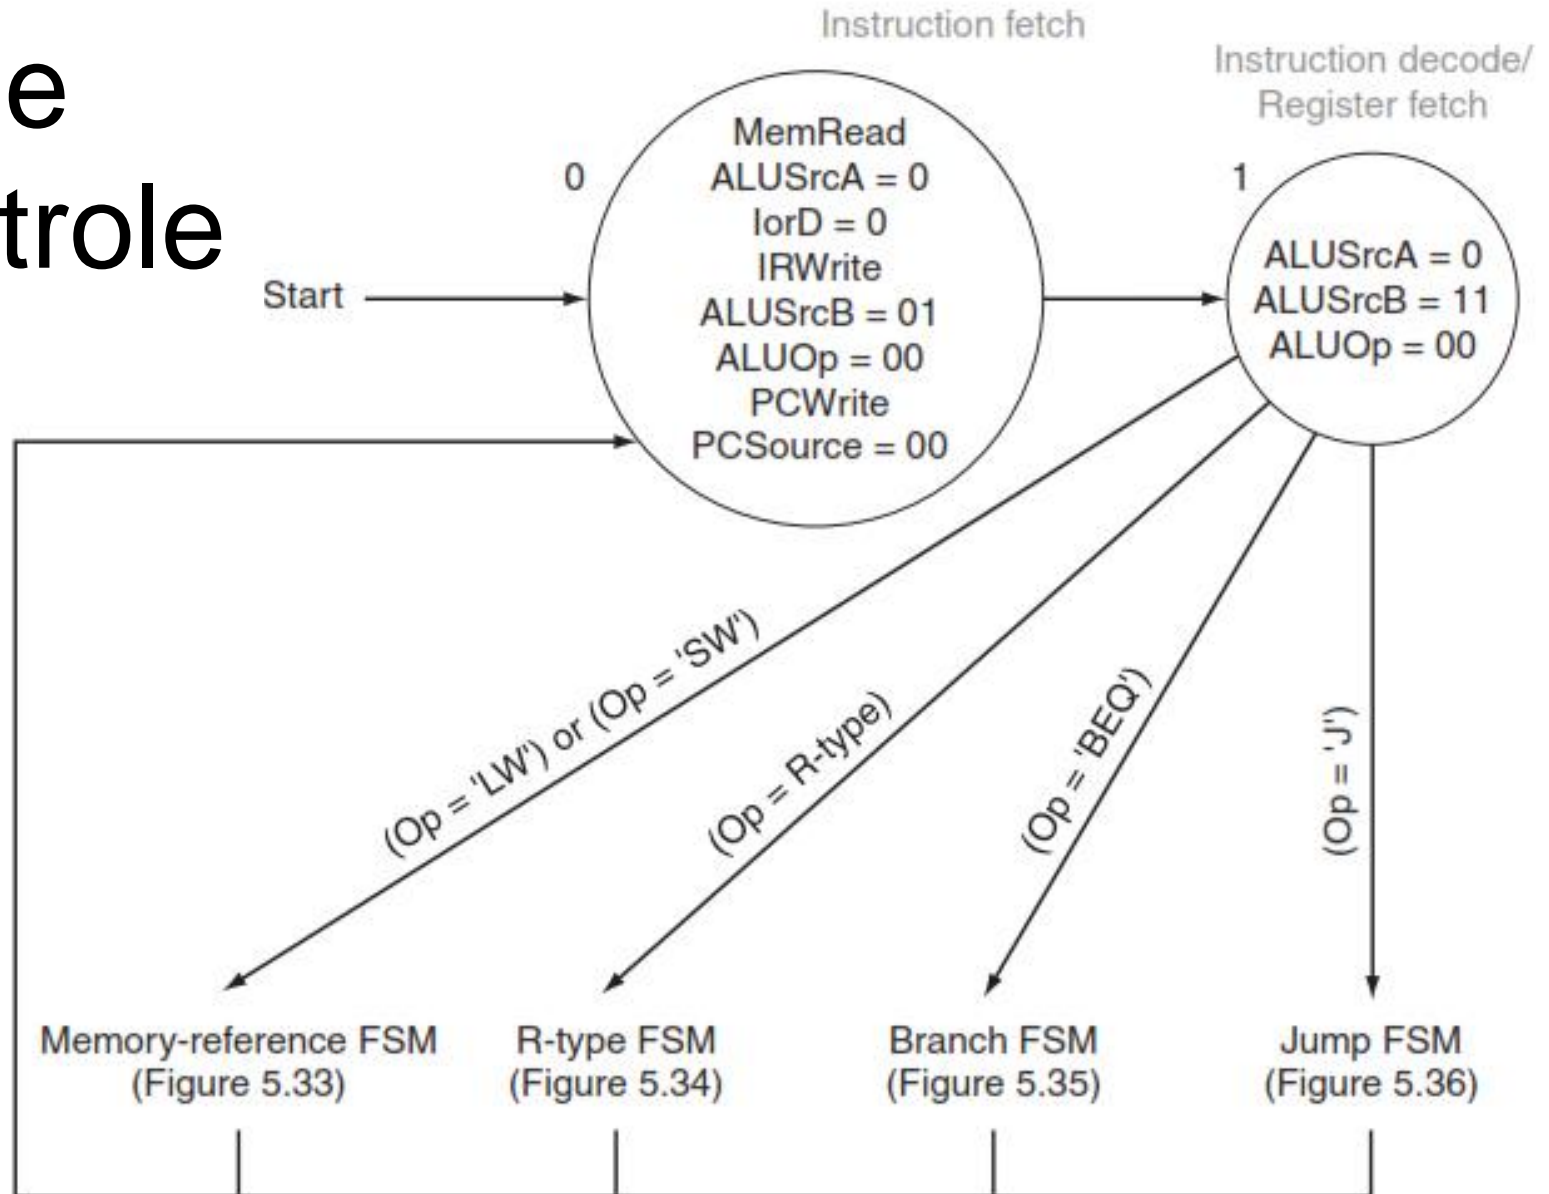 e
trole
Instruction fetch
Instruction decode/
Register fetch
0
MemRead
ALUSrcA = 0
IorD = 0
IRWrite
ALUSrcB = 01
ALUOp = 00
PCWrite
PCSource = 00
1
ALUSrcA = 0
ALUSrcB = 11
ALUOp = 00
Start
(Op = 'LW') or (Op = 'SW')
(Op = R-type)
(Op = 'BEQ')
(Op = 'J')
Memory-reference FSM
(Figure 5.33)
R-type FSM
(Figure 5.34)
Branch FSM
(Figure 5.35)
Jump FSM
(Figure 5.36)